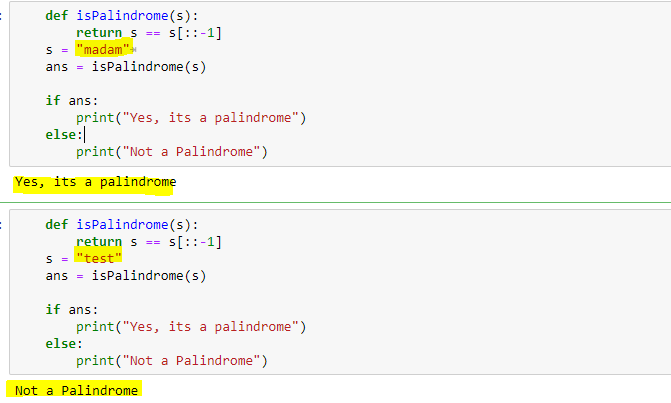 def isPalindrome(s):
    return s == s[::-1]
s = "madam"
ans = isPalindrome(s)
if ans:
    print("Yes, its a palindrome")
else:
    print("Not a Palindrome")
Yes, its a palindrome
def isPalindrome(s):
    return s == s[::-1]
s = "test"
ans = isPalindrome(s)
if ans:
    print("Yes, its a palindrome")
else:
    print("Not a Palindrome")
Not a Palindrome